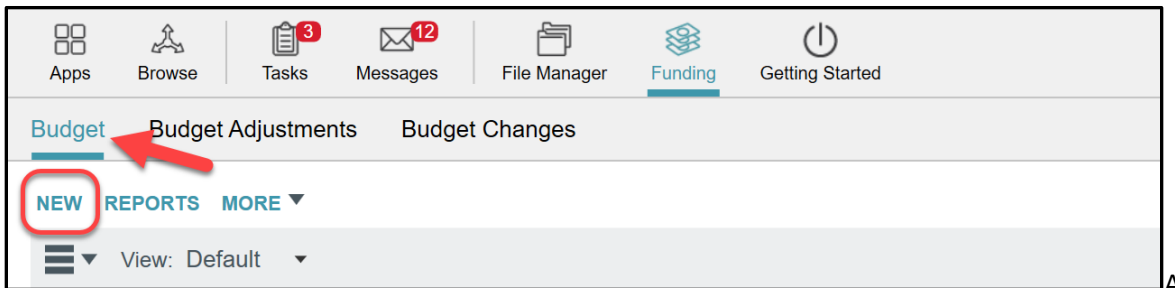 3 12
Apps Browse Tasks Messages File Manager Funding Getting Started
Budget Budget Adjustments Budget Changes
NEW REPORTS MORE
View: Default